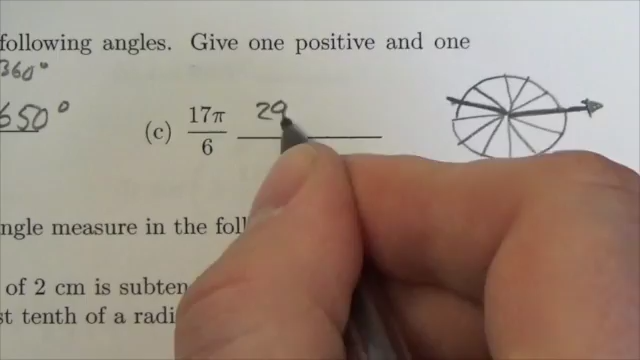 following angles. Give one positive and one
360°
650°
(c) 17π/6 29
ngle measure in the foll
of 2 cm is subten
st tenth of a radi